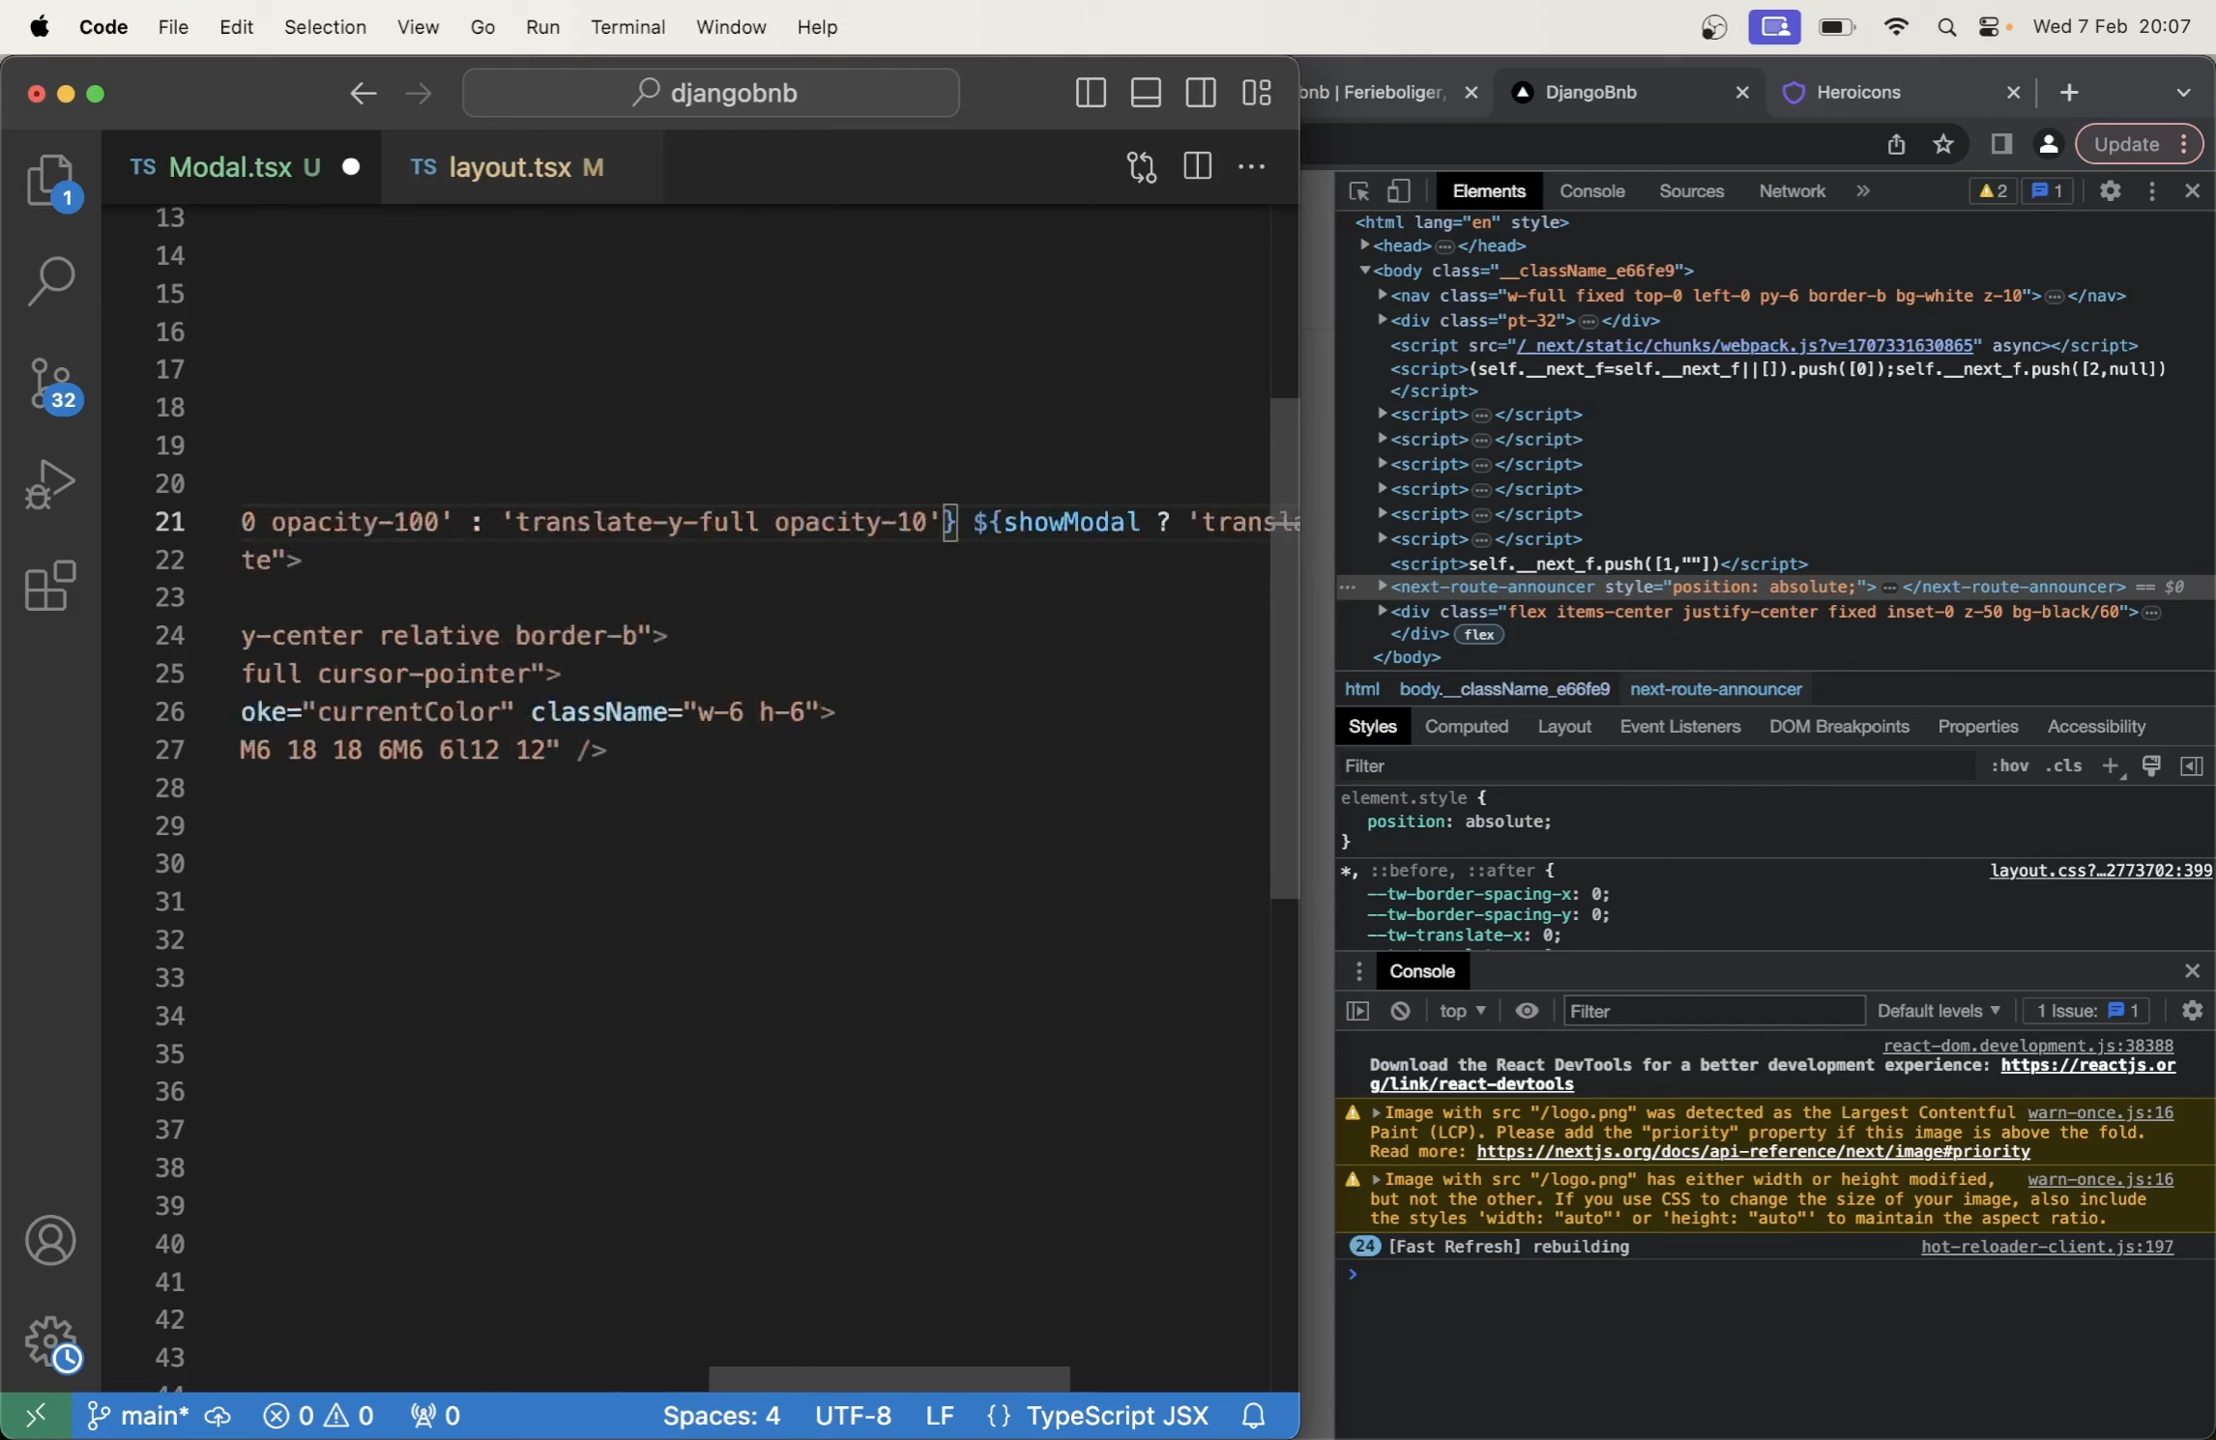 Code File Edit Selection View Go Run Terminal Window Help Wed 7 Feb 20:07
djangobnb
TS Modal.tsx U TS layout.tsx M
1
32
13
14
15
16
17
18
19
20
21 0 opacity-100' : 'translate-y-full opacity-10'} ${showModal ? 'transla
22 te">
23
24 y-center relative border-b">
25 full cursor-pointer">
26 oke="currentColor" className="w-6 h-6">
27 M6 18 18 6M6 6l12 12" />
28
29
30
31
32
33
34
35
36
37
38
39
40
41
42
43
main* 0 0 0 Spaces: 4 UTF-8 LF {} TypeScript JSX
bnb | Ferieboliger, DjangoBnb Heroicons
Update
Elements Console Sources Network » 2 1
<html lang="en" style>
<head> ⋯ </head>
<body class="__className_e66fe9">
<nav class="w-full fixed top-0 left-0 py-6 border-b bg-white z-10"> ⋯ </nav>
<div class="pt-32"> ⋯ </div>
<script src="/_next/static/chunks/webpack.js?v=1707331630865" async></script>
<script>(self.__next_f=self.__next_f||[]).push([0]);self.__next_f.push([2,null])
</script>
<script> ⋯ </script>
<script> ⋯ </script>
<script> ⋯ </script>
<script> ⋯ </script>
<script> ⋯ </script>
<script> ⋯ </script>
<script>self.__next_f.push([1,""])</script>
<next-route-announcer style="position: absolute;"> ⋯ </next-route-announcer> == $0
<div class="flex items-center justify-center fixed inset-0 z-50 bg-black/60"> ⋯
</div> flex
</body>
html body.__className_e66fe9 next-route-announcer
Styles Computed Layout Event Listeners DOM Breakpoints Properties Accessibility
Filter :hov .cls +
element.style {
position: absolute;
}
*, ::before, ::after { layout.css?…2773702:399
--tw-border-spacing-x: 0;
--tw-border-spacing-y: 0;
--tw-translate-x: 0;
Console
top Filter Default levels 1 Issue: 1
react-dom.development.js:38388
Download the React DevTools for a better development experience: https://reactjs.or
g/link/react-devtools
Image with src "/logo.png" was detected as the Largest Contentful warn-once.js:16
Paint (LCP). Please add the "priority" property if this image is above the fold.
Read more: https://nextjs.org/docs/api-reference/next/image#priority
Image with src "/logo.png" has either width or height modified, warn-once.js:16
but not the other. If you use CSS to change the size of your image, also include
the styles 'width: "auto"' or 'height: "auto"' to maintain the aspect ratio.
24 [Fast Refresh] rebuilding hot-reloader-client.js:197